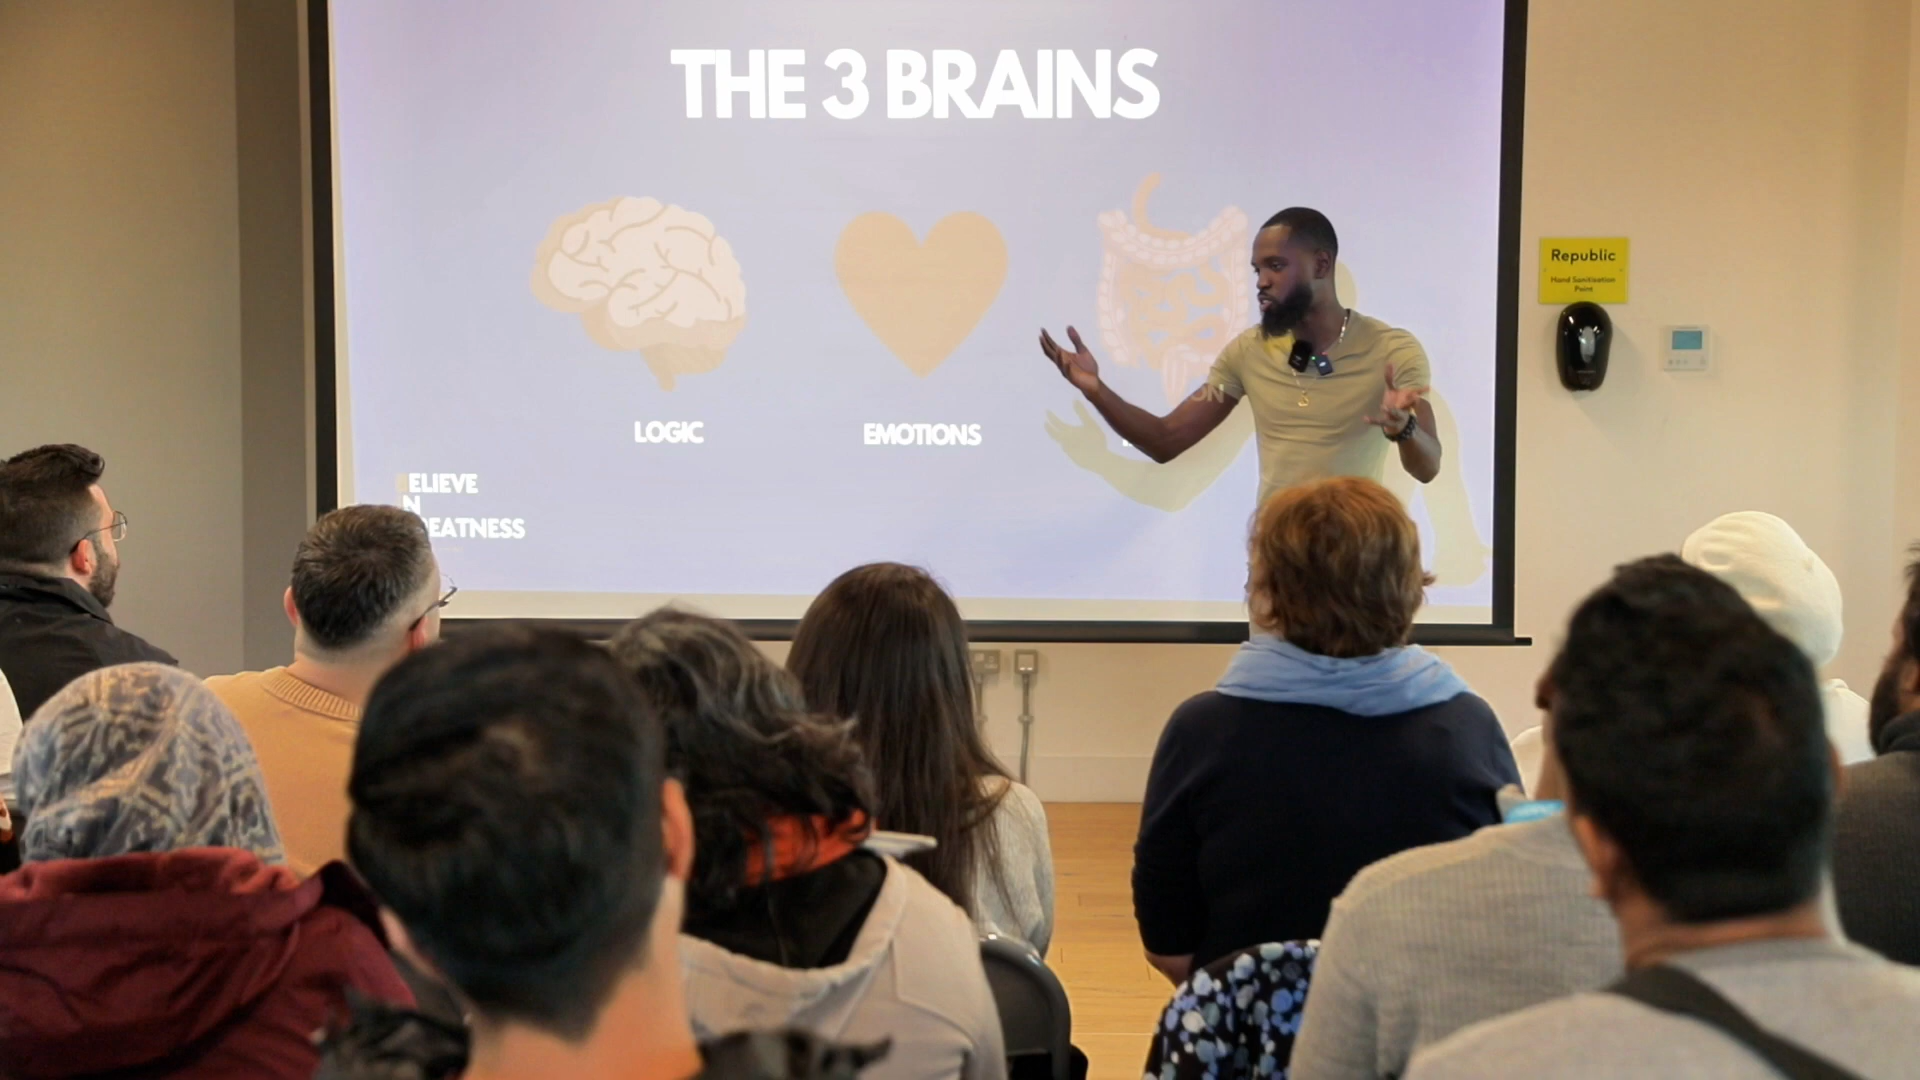 THE 3 BRAINS
LOGIC
EMOTIONS
ELIEVE
N
EATNESS
Republic
Hand Sanitisation
Point